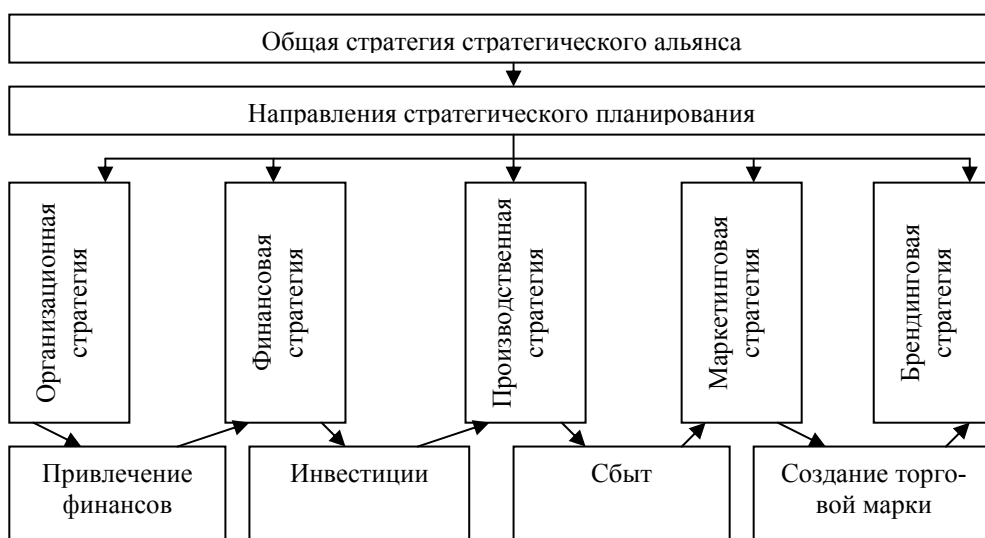 Общая стратегия стратегического альянса
Направления стратегического планирования
Организационная
стратегия
Финансовая
стратегия
Производственная
стратегия
Маркетинговая
стратегия
Брендинговая
стратегия
Привлечение
финансов
Инвестиции
Сбыт
Создание торго-
вой марки